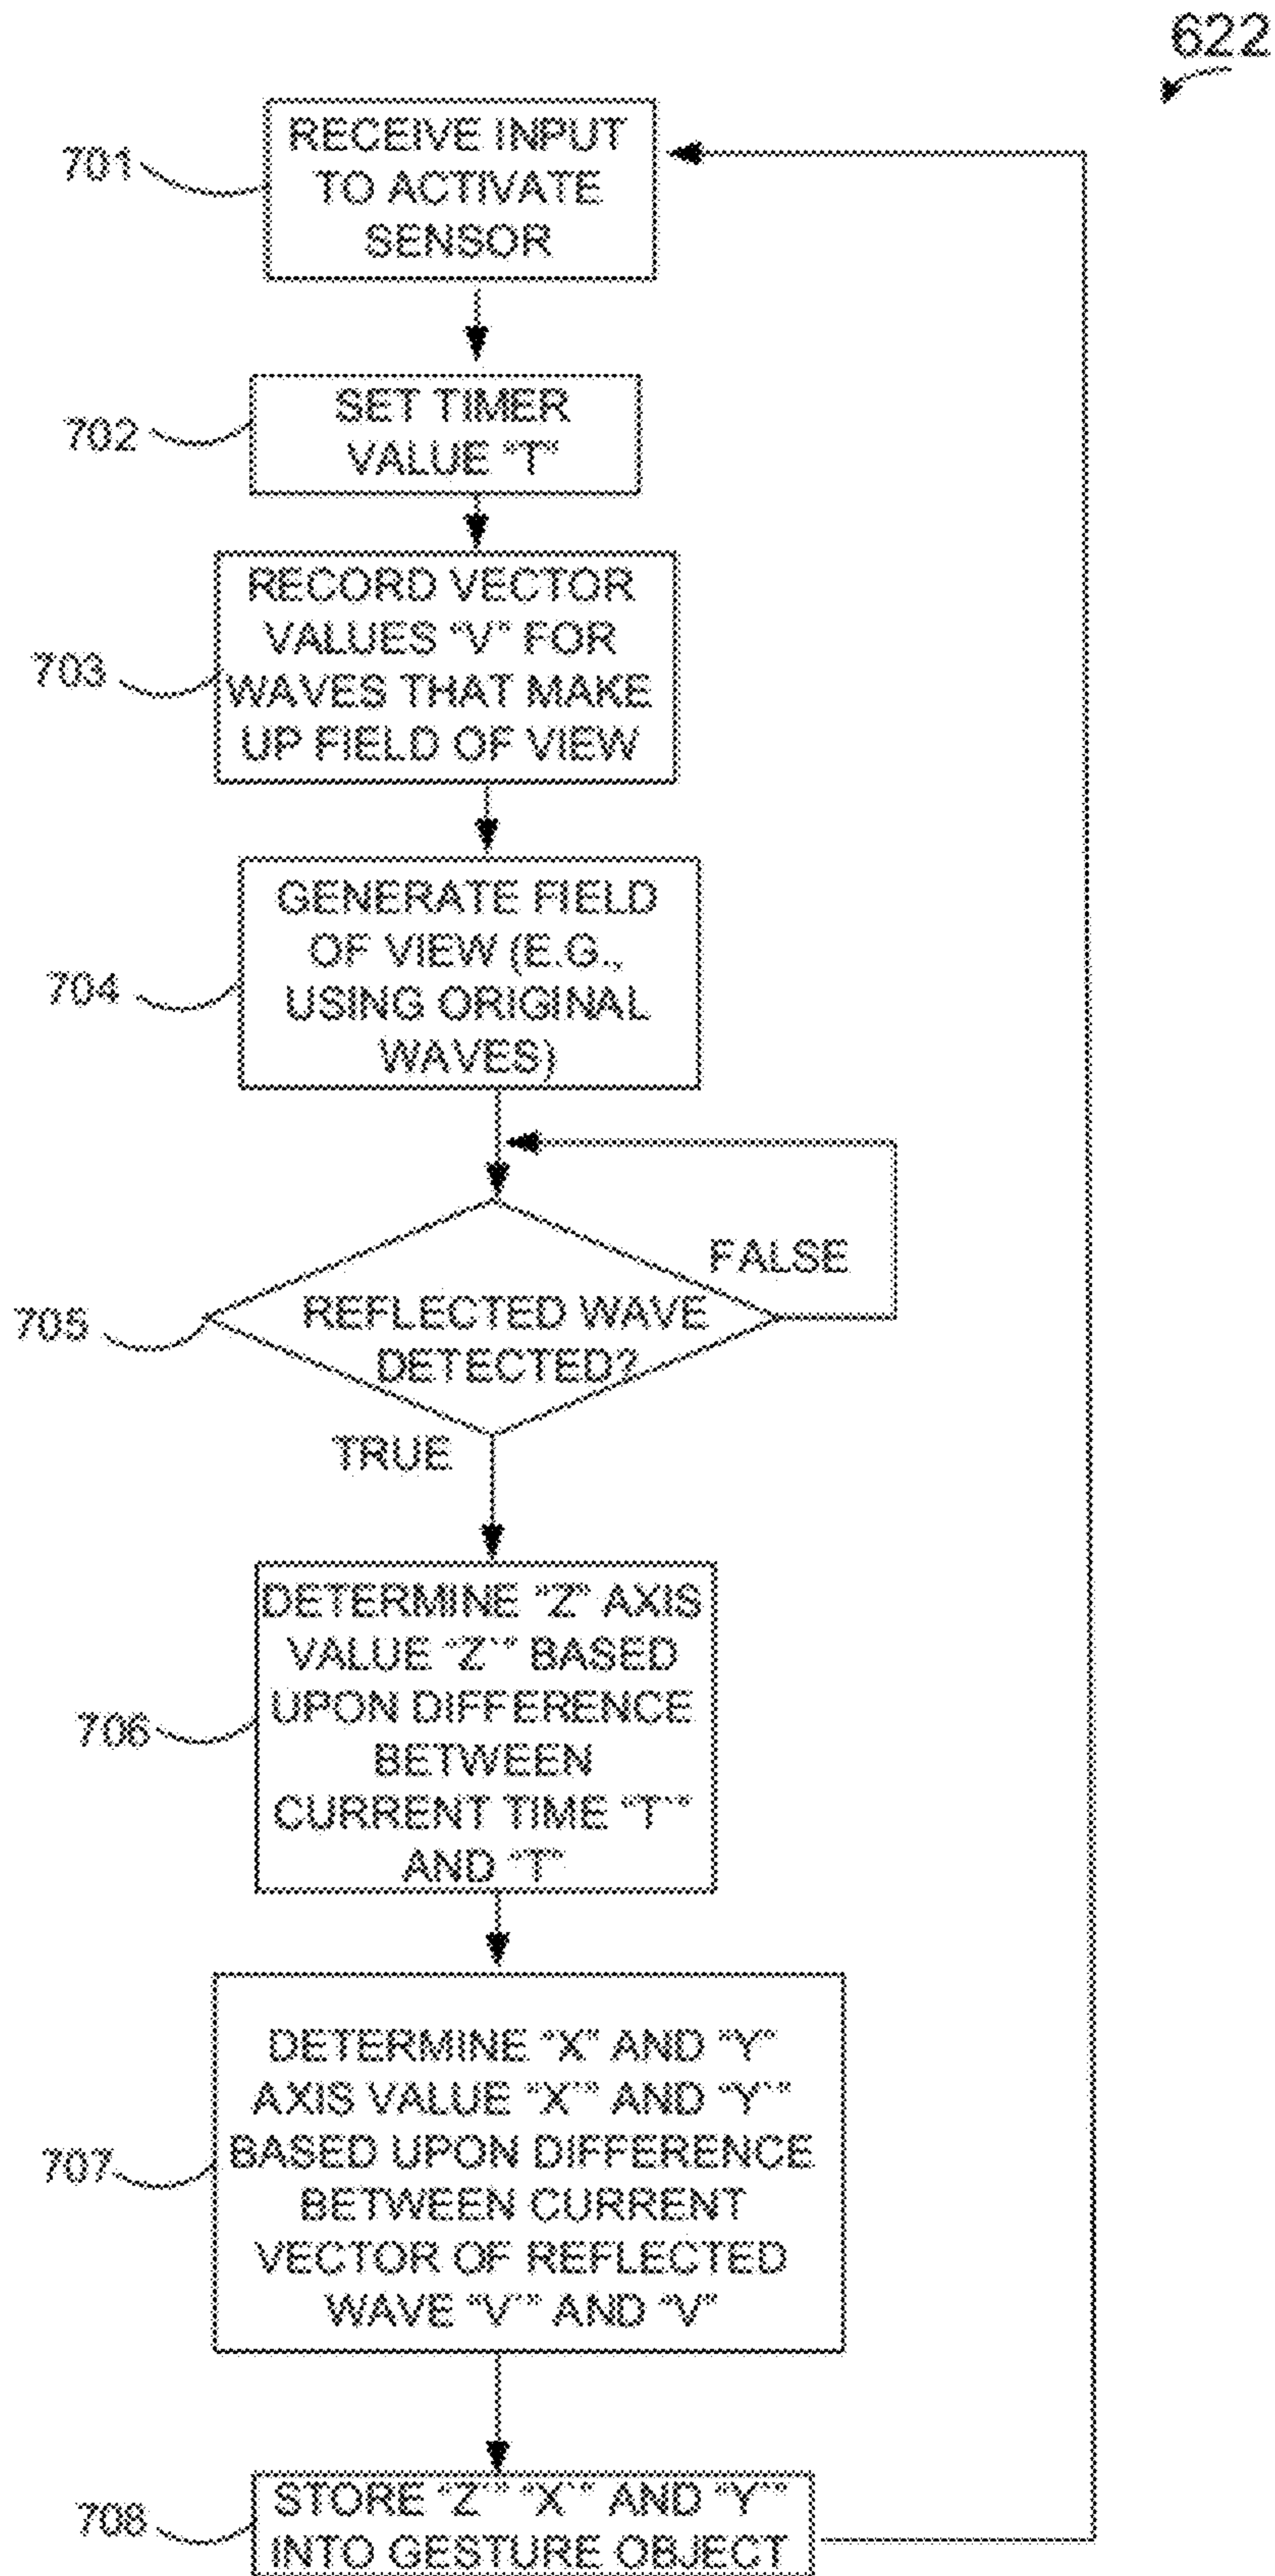 622
701
RECEIVE INPUT
TO ACTIVATE
SENSOR
702
SET TIMER
VALUE "T"
703
RECORD VECTOR
VALUES "V" FOR
WAVES THAT MAKE
UP FIELD OF VIEW
704
GENERATE FIELD
OF VIEW (E.G.,
USING ORIGINAL
WAVES)
705
REFLECTED WAVE
DETECTED?
FALSE
TRUE
706
DETERMINE "Z" AXIS
VALUE "Z`" BASED
UPON DIFFERENCE
BETWEEN
CURRENT TIME "T`"
AND "T"
707
DETERMINE "X" AND "Y"
AXIS VALUE "X`" AND "Y`"
BASED UPON DIFFERENCE
BETWEEN CURRENT
VECTOR OF REFLECTED
WAVE "V`" AND "V"
708
STORE "Z`" "X`" AND "Y`"
INTO GESTURE OBJECT